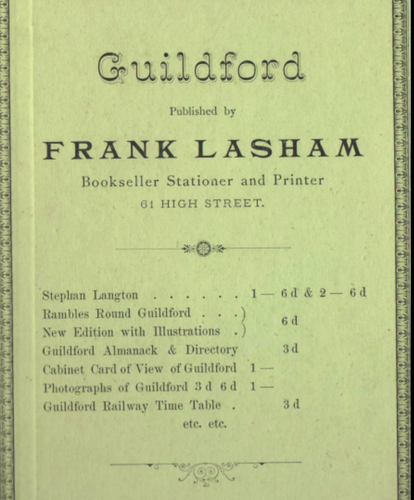 Guildford
Published by
FRANK LASHAM
Bookseller Stationer and Printer
61 HIGH STREET.
Stephan Langton . . . . . . 1 — 6 d & 2 — 6 d
Rambles Round Guildford . . . )
New Edition with Illustrations . ) 6 d
Guildford Almanack & Directory 3 d
Cabinet Card of View of Guildford 1 —
Photographs of Guildford 3 d 6 d 1 —
Guildford Railway Time Table . 3 d
etc. etc.